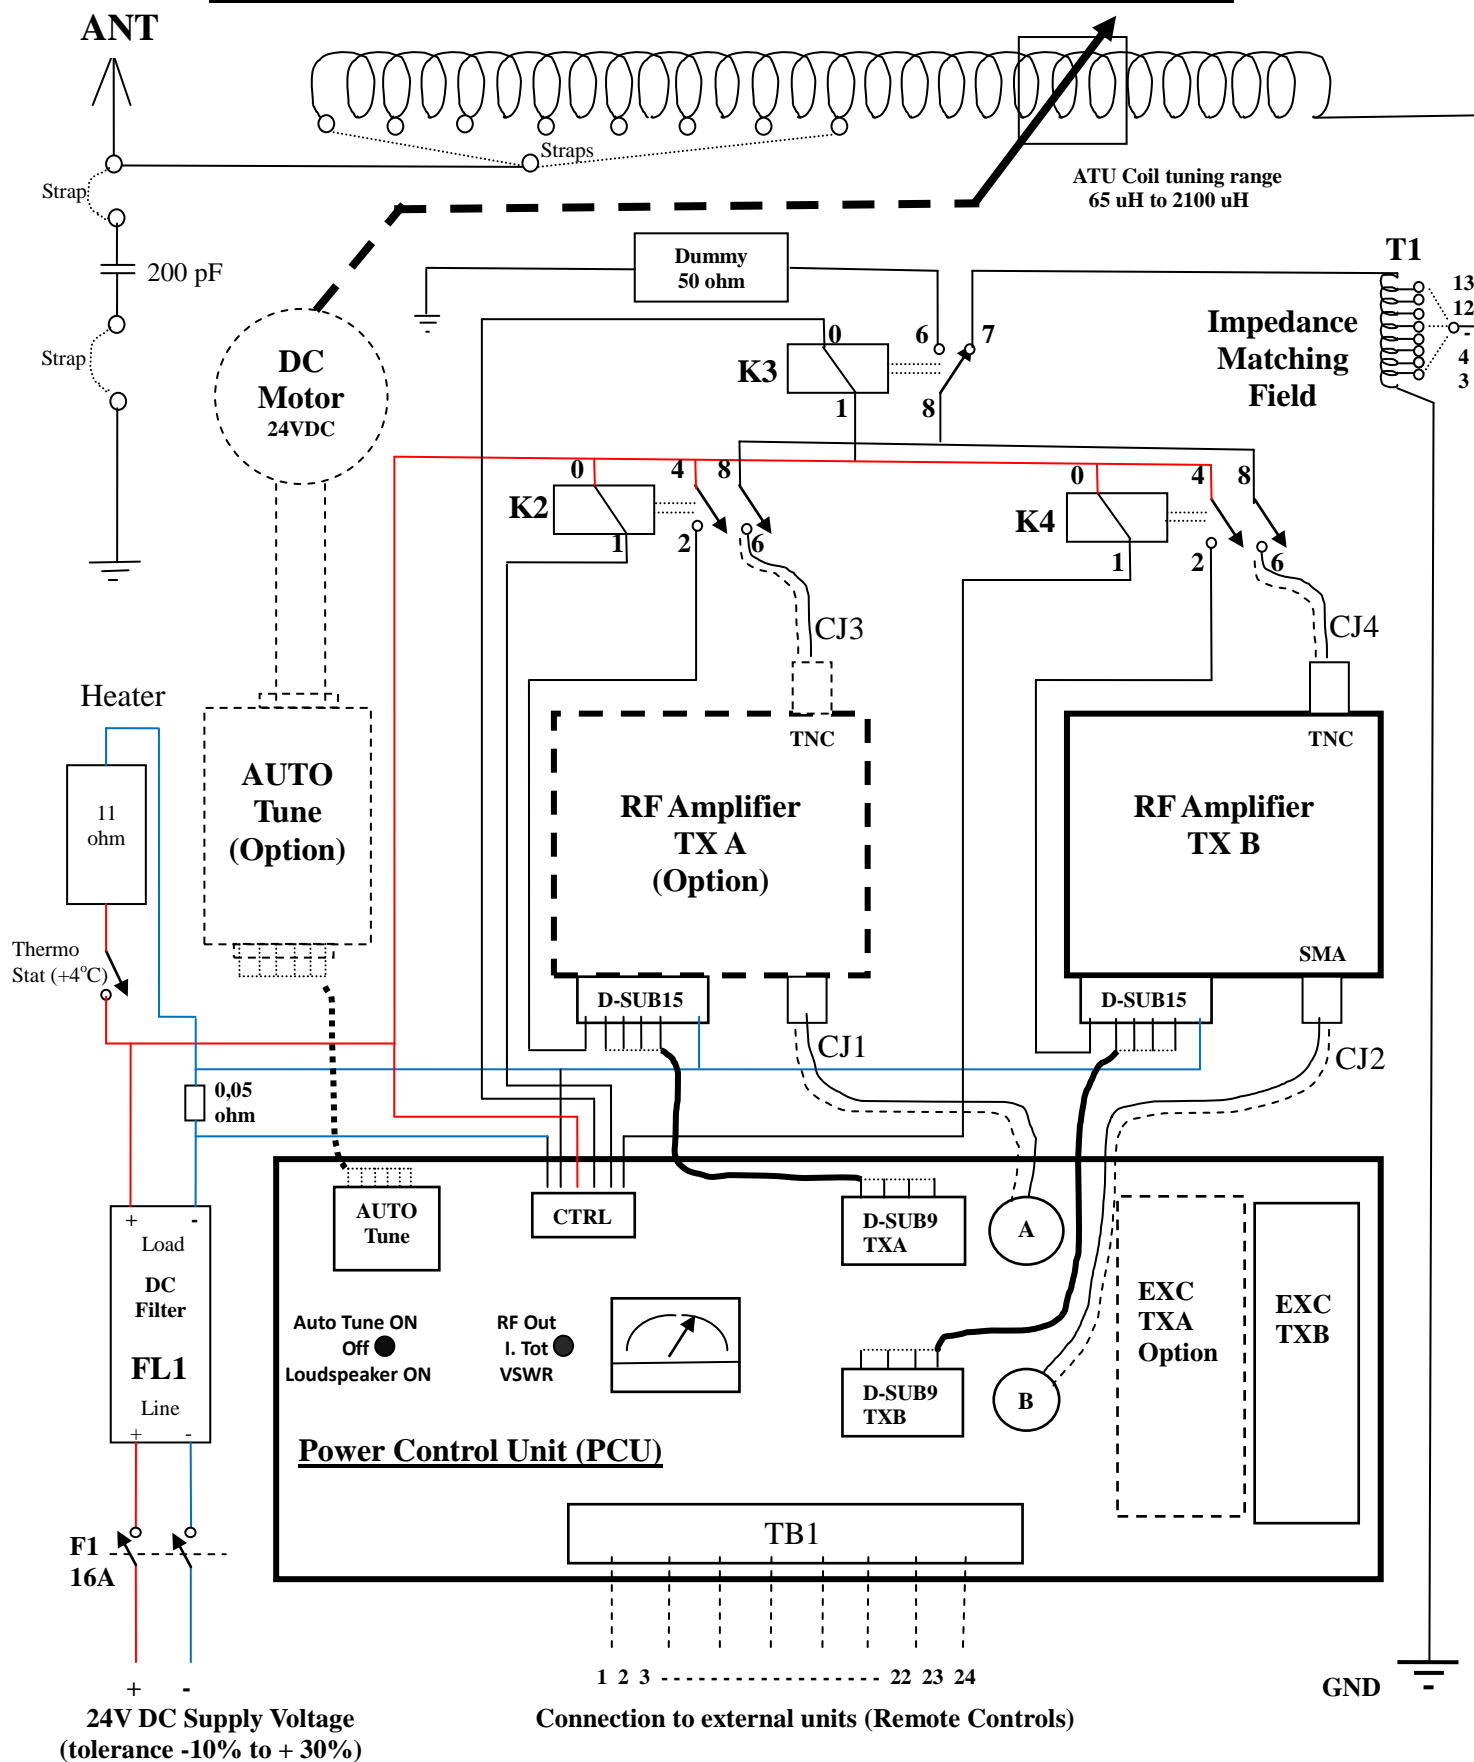 ANT
Straps
Strap
ATU Coil tuning range
65 uH to 2100 uH
200 pF
Dummy
50 ohm
T1
13
12
-
4
3
Impedance
Matching
Field
Strap
DC
Motor
24VDC
K3
0
1
6
7
8
K2
0
1
4
8
2
6
K4
0
1
4
8
2
6
CJ3
CJ4
Heater
11
ohm
AUTO
Tune
(Option)
TNC
RF Amplifier
TX A
(Option)
TNC
RF Amplifier
TX B
SMA
Thermo
Stat (+4°C)
D-SUB15
D-SUB15
CJ1
CJ2
0,05
ohm
+ -
Load
DC
Filter
FL1
Line
+ -
AUTO
Tune
CTRL
D-SUB9
TXA
A
EXC
TXA
Option
EXC
TXB
Auto Tune ON
Off
Loudspeaker ON
RF Out
I. Tot
VSWR
D-SUB9
TXB
B
Power Control Unit (PCU)
TB1
F1
16A
1 2 3 - - - - - - - - - - - - - - - - - - 22 23 24
GND
+ -
24V DC Supply Voltage
(tolerance -10% to + 30%)
Connection to external units (Remote Controls)